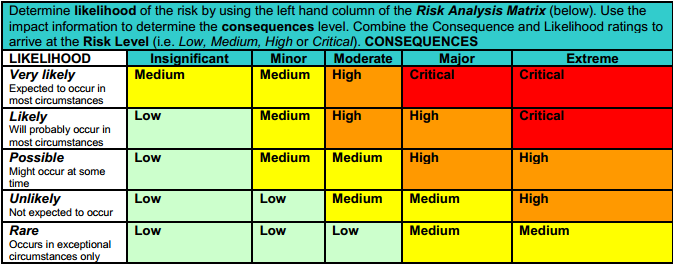 Determine likelihood of the risk by using the left hand column of the Risk Analysis Matrix (below). Use the
impact information to determine the consequences level. Combine the Consequence and Likelihood ratings to
arrive at the Risk Level (i.e. Low, Medium, High or Critical). CONSEQUENCES
LIKELIHOOD Insignificant Minor Moderate Major Extreme
Very likely Medium Medium High Critical Critical
Expected to occur in
most circumstances
Likely Low Medium High High Critical
Will probably occur in
most circumstances
Possible Low Medium Medium High High
Might occur at some
time
Unlikely Low Low Medium Medium High
Not expected to occur
Rare Low Low Low Medium Medium
Occurs in exceptional
circumstances only